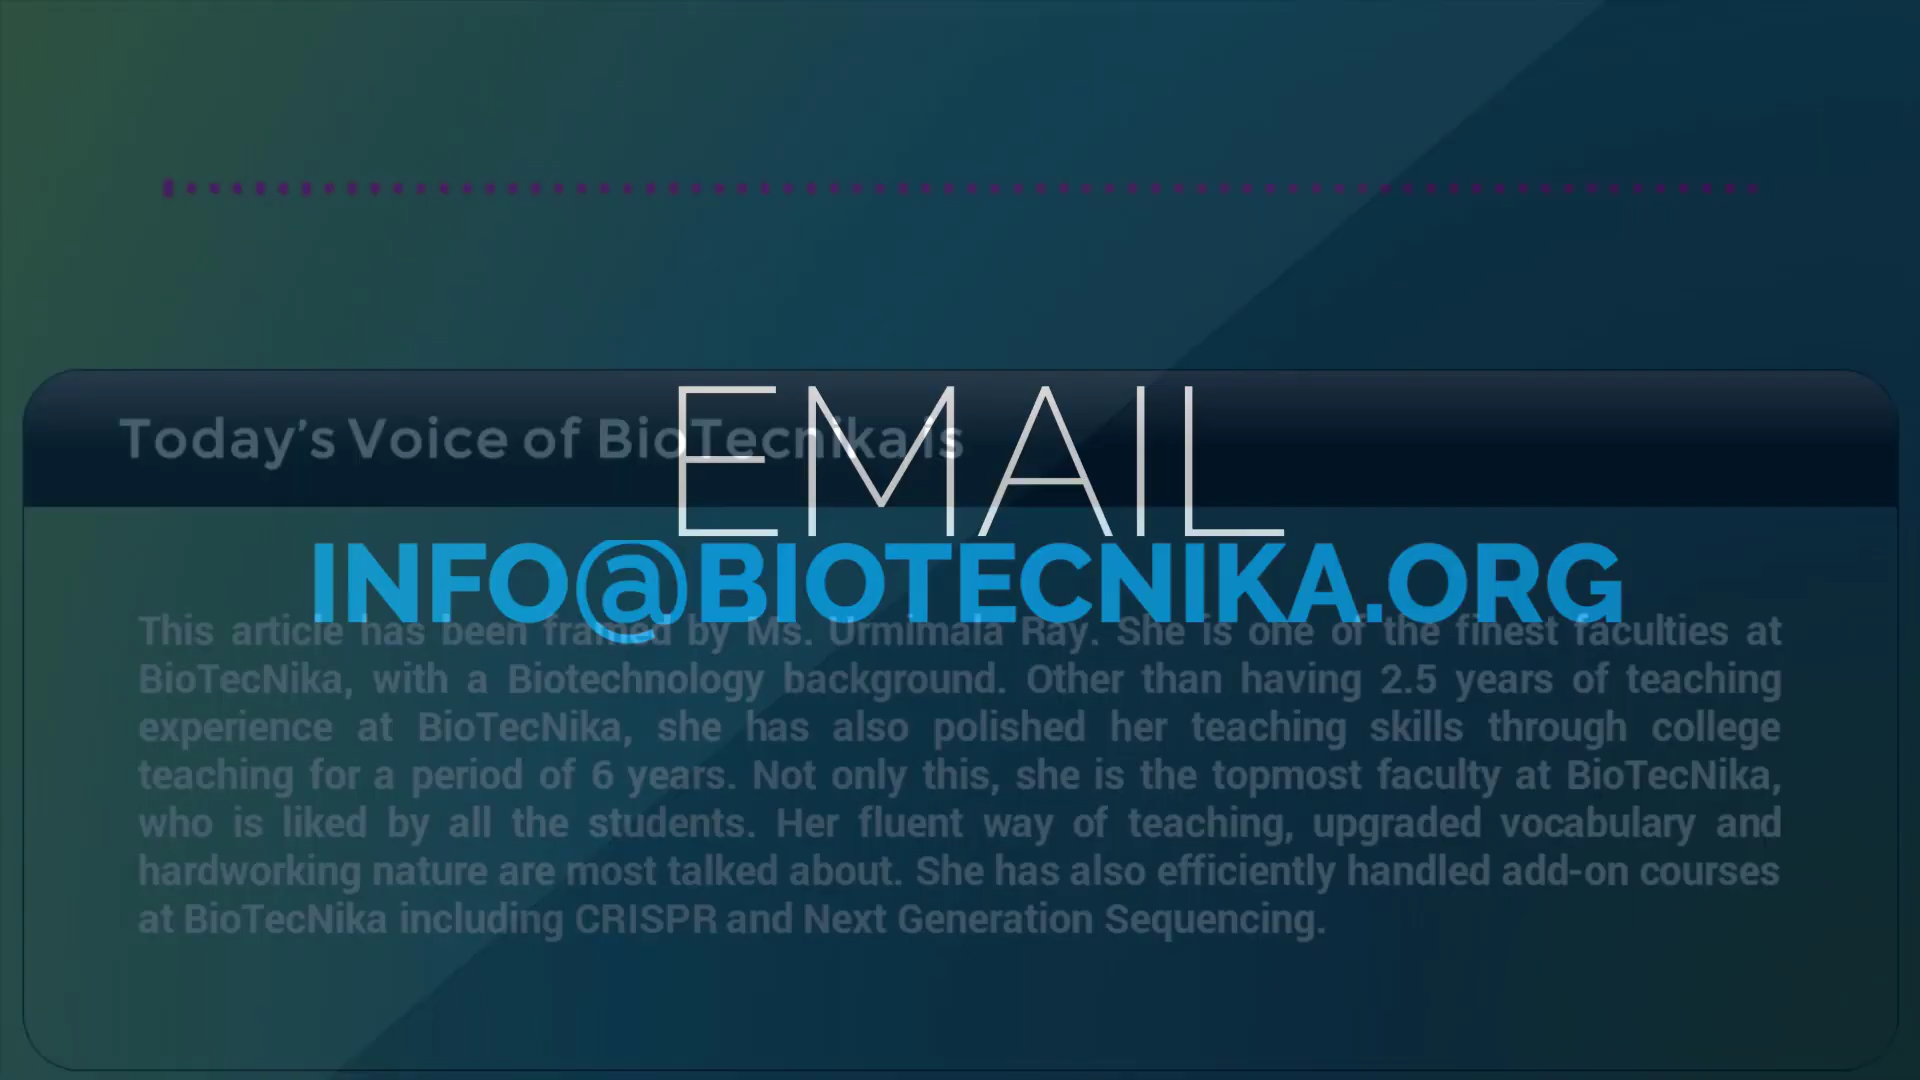 EMAIL
Today's Voice of BioTecnika is
INFO@BIOTECNIKA.ORG
This article has been framed by Ms. Urmimala Ray. She is one of the finest faculties at
BioTecNika, with a Biotechnology background. Other than having 2.5 years of teaching
experience at BioTecNika, she has also polished her teaching skills through college
teaching for a period of 6 years. Not only this, she is the topmost faculty at BioTecNika,
who is liked by all the students. Her fluent way of teaching, upgraded vocabulary and
hardworking nature are most talked about. She has also efficiently handled add-on courses
at BioTecNika including CRISPR and Next Generation Sequencing.